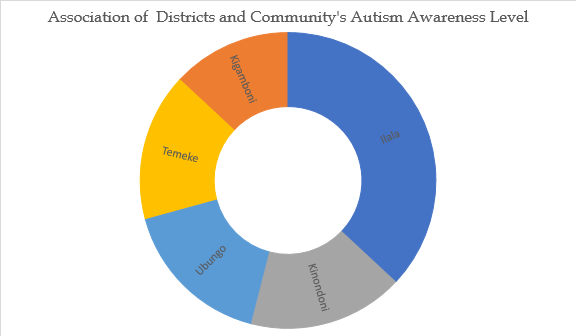 Association of  Districts and Community's Autism Awareness Level
Kigamboni
Ilala
Temeke
Ubungo
Kinondoni